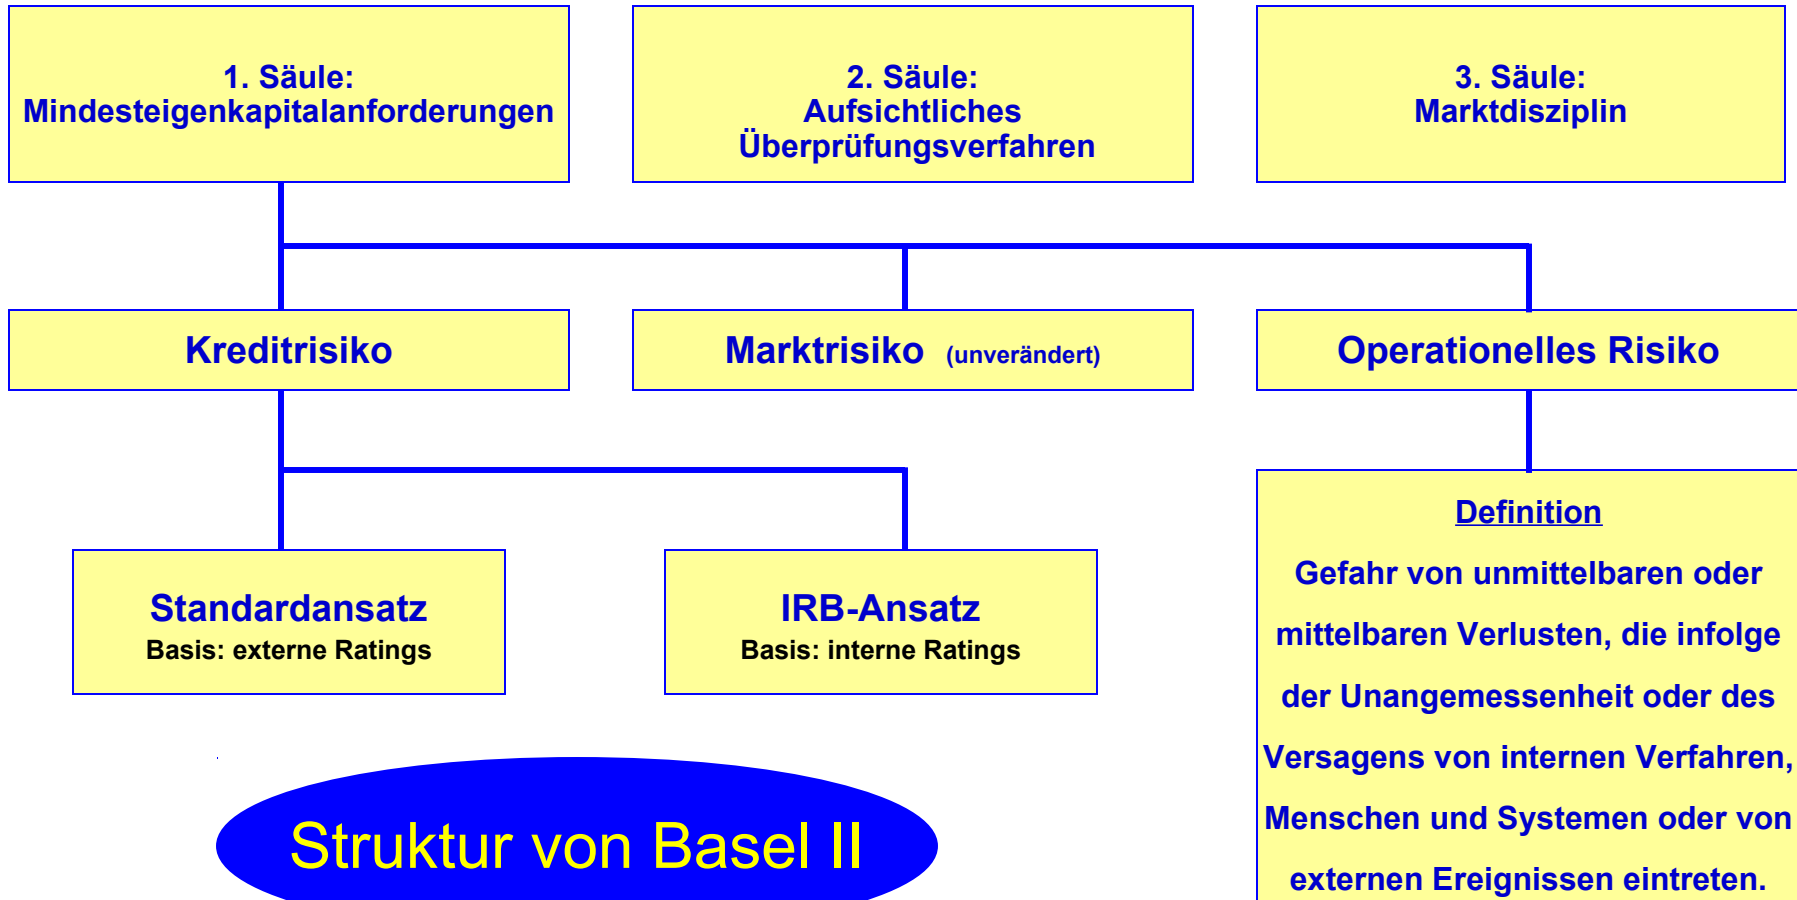 1. Säule:
Mindesteigenkapitalanforderungen
2. Säule:
Aufsichtliches
Überprüfungsverfahren
3. Säule:
Marktdisziplin
Kreditrisiko
Marktrisiko (unverändert)
Operationelles Risiko
Standardansatz
Basis: externe Ratings
IRB-Ansatz
Basis: interne Ratings
Definition
Gefahr von unmittelbaren oder
mittelbaren Verlusten, die infolge
der Unangemessenheit oder des
Versagens von internen Verfahren,
Menschen und Systemen oder von
externen Ereignissen eintreten.
Struktur von Basel II